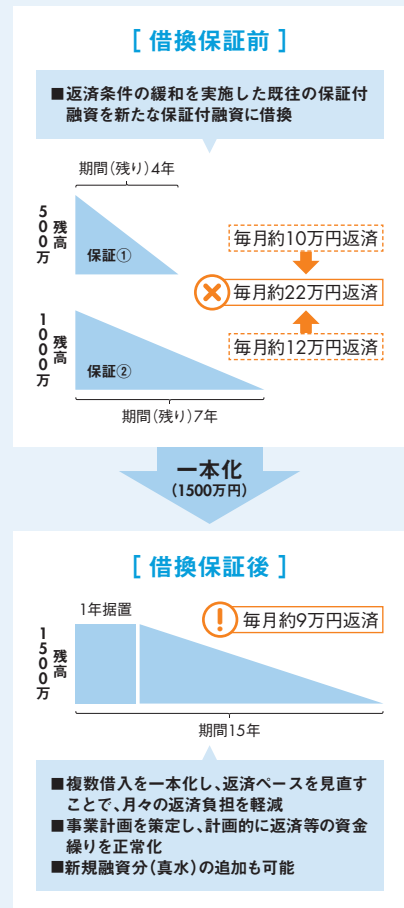 [ 借換保証前 ]
■返済条件の緩和を実施した既往の保証付
融資を新たな保証付融資に借換
期間(残り)4年
残高
500万
保証①
毎月約10万円返済
毎月約22万円返済
毎月約12万円返済
残高
1000万
保証②
期間(残り)7年
一本化
(1500万円)
[ 借換保証後 ]
1年据置
毎月約9万円返済
残高
1500万
期間15年
■複数借入を一本化し、返済ペースを見直す
ことで、月々の返済負担を軽減
■事業計画を策定し、計画的に返済等の資金
繰りを正常化
■新規融資分(真水)の追加も可能